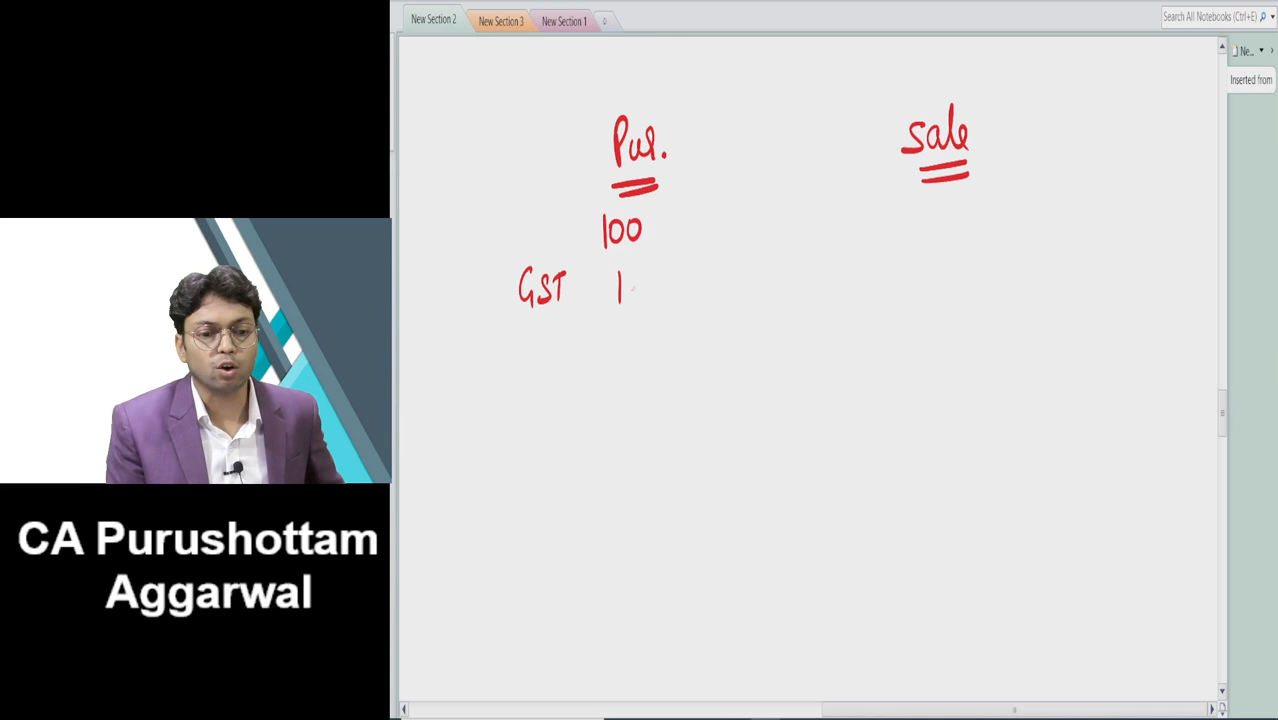 New Section 2
New Section 3
New Section 1
Search All Notebooks (Ctrl+E)
Ne...
Inserted from
Pur.
Sale
100
GST 1
CA Purushottam
Aggarwal